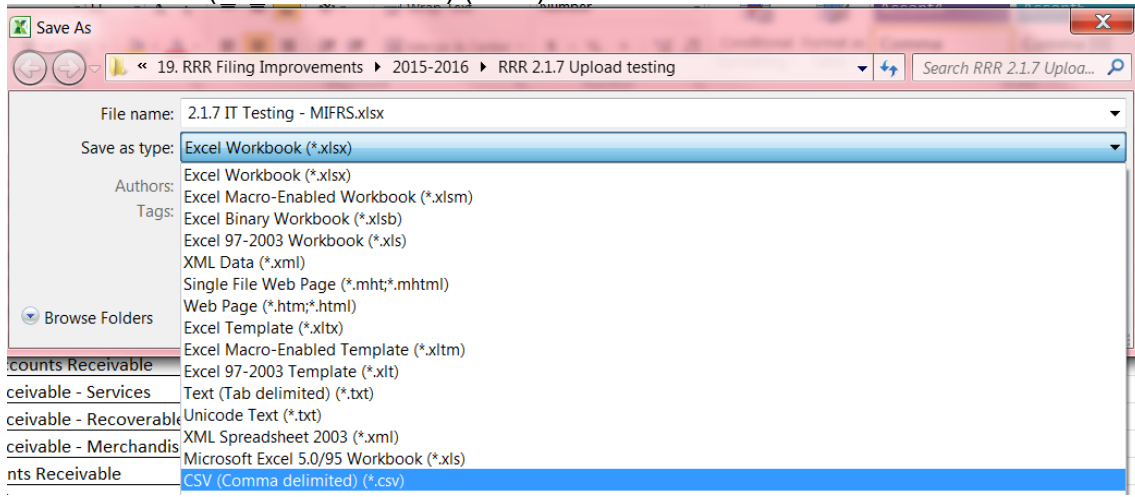 Save As
« 19. RRR Filing Improvements ▸ 2015-2016 ▸ RRR 2.1.7 Upload testing
Search RRR 2.1.7 Uploa...
File name: 2.1.7 IT Testing - MIFRS.xlsx
Save as type: Excel Workbook (*.xlsx)
Authors:
Tags:
Excel Workbook (*.xlsx)
Excel Macro-Enabled Workbook (*.xlsm)
Excel Binary Workbook (*.xlsb)
Excel 97-2003 Workbook (*.xls)
XML Data (*.xml)
Single File Web Page (*.mht;*.mhtml)
Web Page (*.htm;*.html)
Excel Template (*.xltx)
Excel Macro-Enabled Template (*.xltm)
Excel 97-2003 Template (*.xlt)
Text (Tab delimited) (*.txt)
Unicode Text (*.txt)
XML Spreadsheet 2003 (*.xml)
Microsoft Excel 5.0/95 Workbook (*.xls)
CSV (Comma delimited) (*.csv)
Browse Folders
ccounts Receivable
ceivable - Services
ceivable - Recoverable
ceivable - Merchandis
nts Receivable